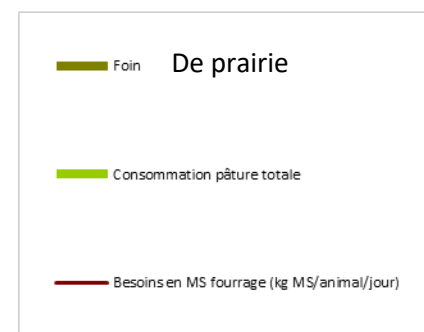 Foin De prairie
Consommation pâture totale
Besoins en MS fourrage (kg MS/animal/jour)